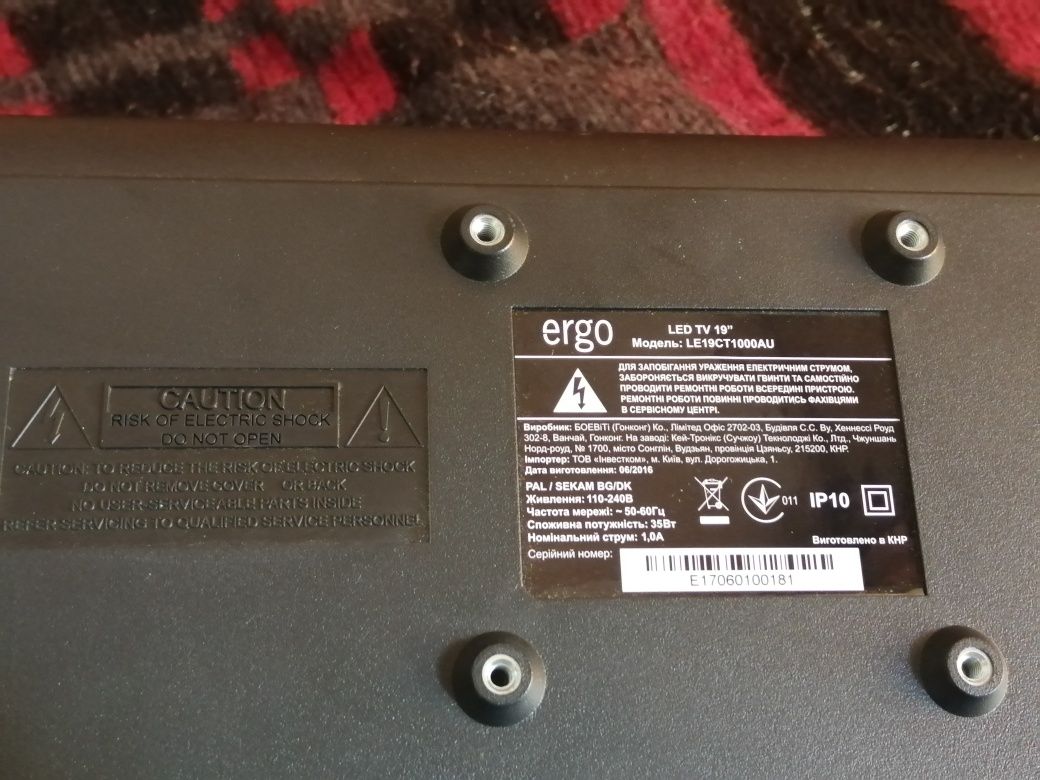 CAUTION
RISK OF ELECTRIC SHOCK
DO NOT OPEN
CAUTION: TO REDUCE THE RISK OF ELECTRIC SHOCK
DO NOT REMOVE COVER OR BACK
NO USER-SERVICEABLE PARTS INSIDE
REFER SERVICING TO QUALIFIED SERVICE PERSONNEL
ergo
LED TV 19”
Модель: LE19CT1000AU
ДЛЯ ЗАПОБІГАННЯ УРАЖЕННЯ ЕЛЕКТРИЧНИМ СТРУМОМ,
ЗАБОРОНЯЄТЬСЯ ВИКРУЧУВАТИ ГВИНТИ ТА САМОСТІЙНО
ПРОВОДИТИ РЕМОНТНІ РОБОТИ ВСЕРЕДИНІ ПРИСТРОЮ.
РЕМОНТНІ РОБОТИ ПОВИННІ ПРОВОДИТИСЬ ФАХІВЦЯМИ
В СЕРВІСНОМУ ЦЕНТРІ.
Виробник: БОЕВіТі (Гонконг) Ко., Лімітед Офіс 2702-03, Будівля С.С. Ву, Хеннессі Роуд
302-8, Ванчай, Гонконг. На заводі: Кей-Тронікс (Сучжоу) Текнолоджі Ко., Лтд., Чжуншань
Норд-роуд, № 1700, місто Сонглін, Вудзян, провінція Цзяньсу, 215200, КНР.
Імпортер: ТОВ «Інвестком», м. Київ, вул. Дорогожицька, 1.
Дата виготовлення: 06/2016
PAL / SEKAM BG/DK
Живлення: 110-240В
Частота мережі: ~ 50-60Гц
Споживна потужність: 35Вт
Номінальний струм: 1,0А
011
IP10
Виготовлено в КНР
Серійний номер:
E17060100181